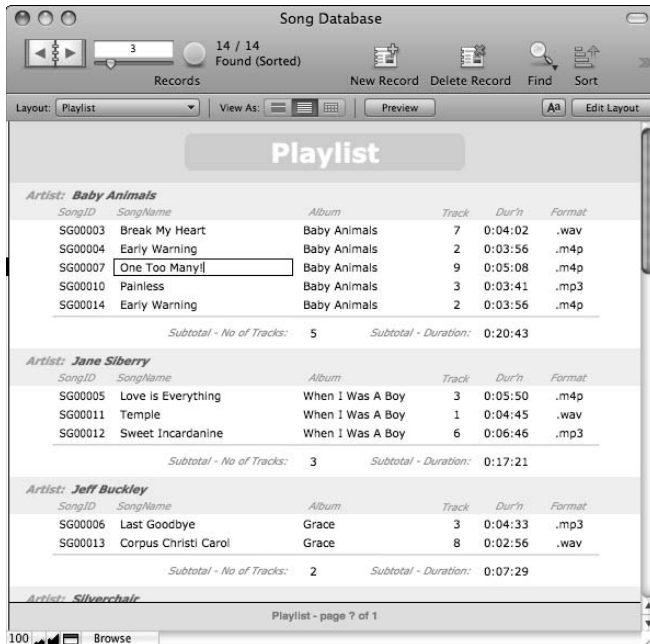 Song Database
3
14 / 14
Found (Sorted)
Records
New Record Delete Record Find Sort
Layout: Playlist View As: Preview Aa Edit Layout
Playlist
Artist: Baby Animals
SongID SongName Album Track Dur'n Format
SG00003 Break My Heart Baby Animals 7 0:04:02 .wav
SG00004 Early Warning Baby Animals 2 0:03:56 .m4p
SG00007 One Too Many! Baby Animals 9 0:05:08 .m4p
SG00010 Painless Baby Animals 3 0:03:41 .mp3
SG00014 Early Warning Baby Animals 2 0:03:56 .m4p
Subtotal - No of Tracks: 5 Subtotal - Duration: 0:20:43
Artist: Jane Siberry
SongID SongName Album Track Dur'n Format
SG00005 Love is Everything When I Was A Boy 3 0:05:50 .m4p
SG00011 Temple When I Was A Boy 1 0:04:45 .wav
SG00012 Sweet Incardanine When I Was A Boy 6 0:06:46 .mp3
Subtotal - No of Tracks: 3 Subtotal - Duration: 0:17:21
Artist: Jeff Buckley
SongID SongName Album Track Dur'n Format
SG00006 Last Goodbye Grace 3 0:04:33 .mp3
SG00013 Corpus Christi Carol Grace 8 0:02:56 .wav
Subtotal - No of Tracks: 2 Subtotal - Duration: 0:07:29
Artist: Silverchair
Playlist - page ? of 1
100 Browse